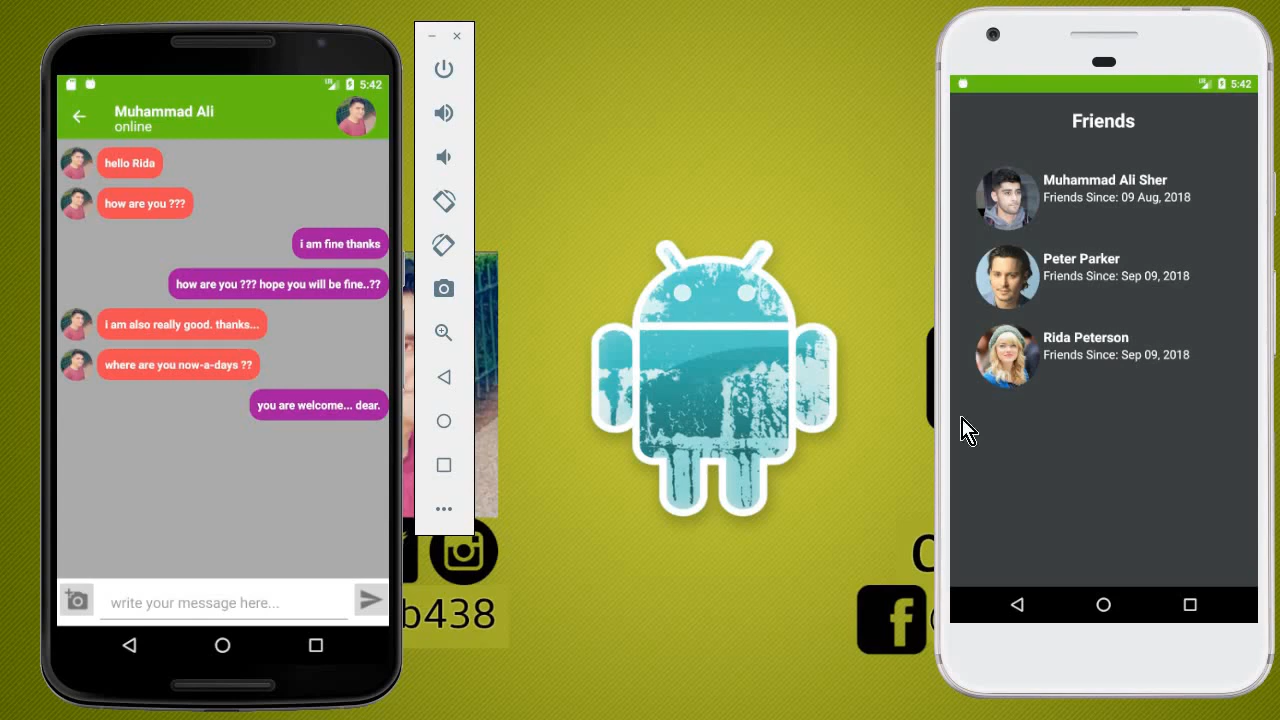 5:42
Muhammad Ali
online
hello Rida
how are you ???
i am fine thanks
how are you ??? hope you will be fine..??
I am also really good. thanks...
where are you now-a-days ??
you are welcome... dear.
write your message here...
b438
5:42
Friends
Muhammad Ali Sher
Friends Since: 09 Aug, 2018
Peter Parker
Friends Since: Sep 09, 2018
Rida Peterson
Friends Since: Sep 09, 2018